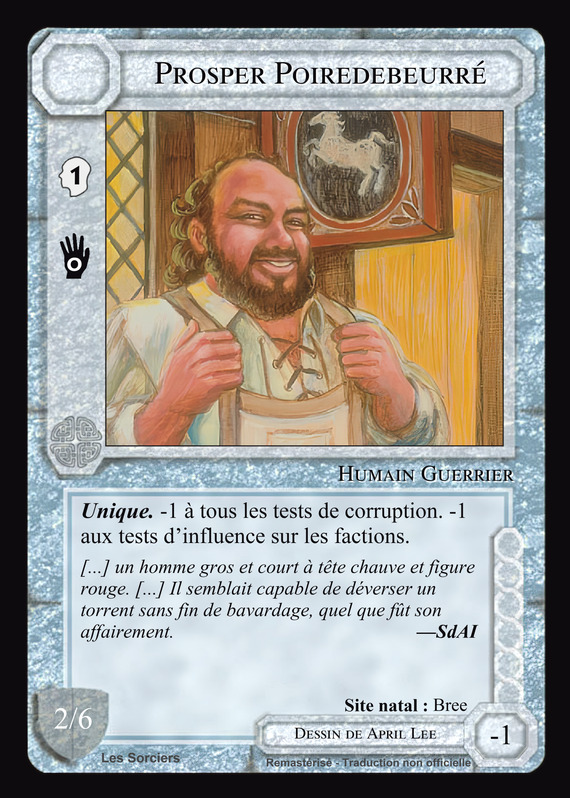 Prosper Poiredebeurré
1
0
Humain Guerrier
Unique. -1 à tous les tests de corruption. -1
aux tests d'influence sur les factions.
[...] un homme gros et court à tête chauve et figure
rouge. [...] Il semblait capable de déverser un
torrent sans fin de bavardage, quel que fût son
affairement. —SdAI
Site natal : Bree
2/6
Dessin de April Lee
-1
Les Sorciers
Remastérisé - Traduction non officielle